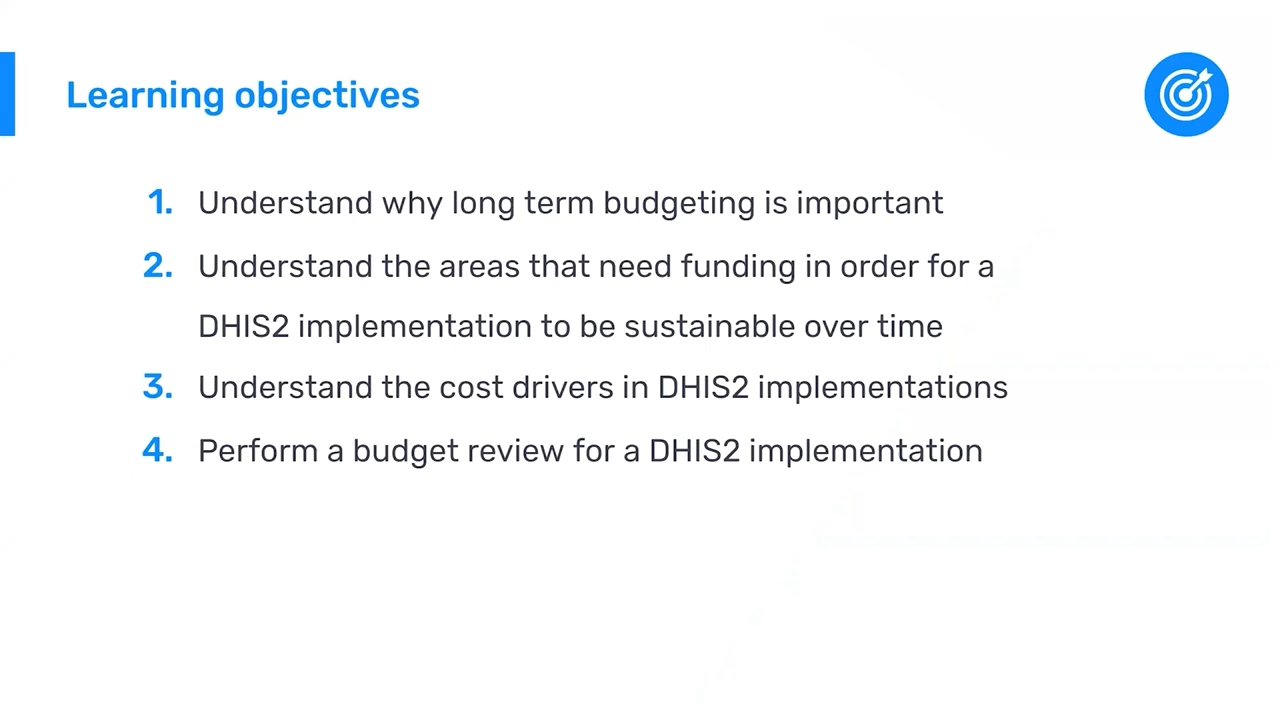 Learning objectives
1. Understand why long term budgeting is important
2. Understand the areas that need funding in order for a
DHIS2 implementation to be sustainable over time
3. Understand the cost drivers in DHIS2 implementations
4. Perform a budget review for a DHIS2 implementation